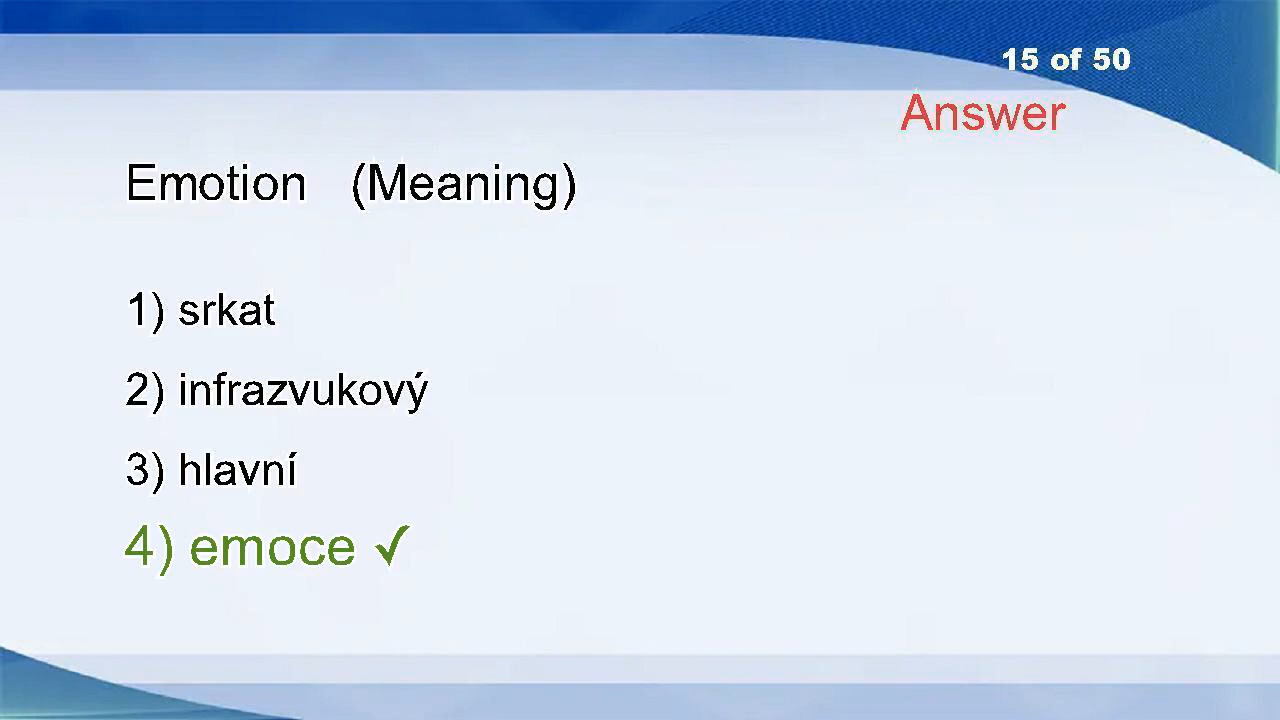 15 of 50
Answer
Emotion (Meaning)
1) srkat
2) infrazvukový
3) hlavní
4) emoce ✓